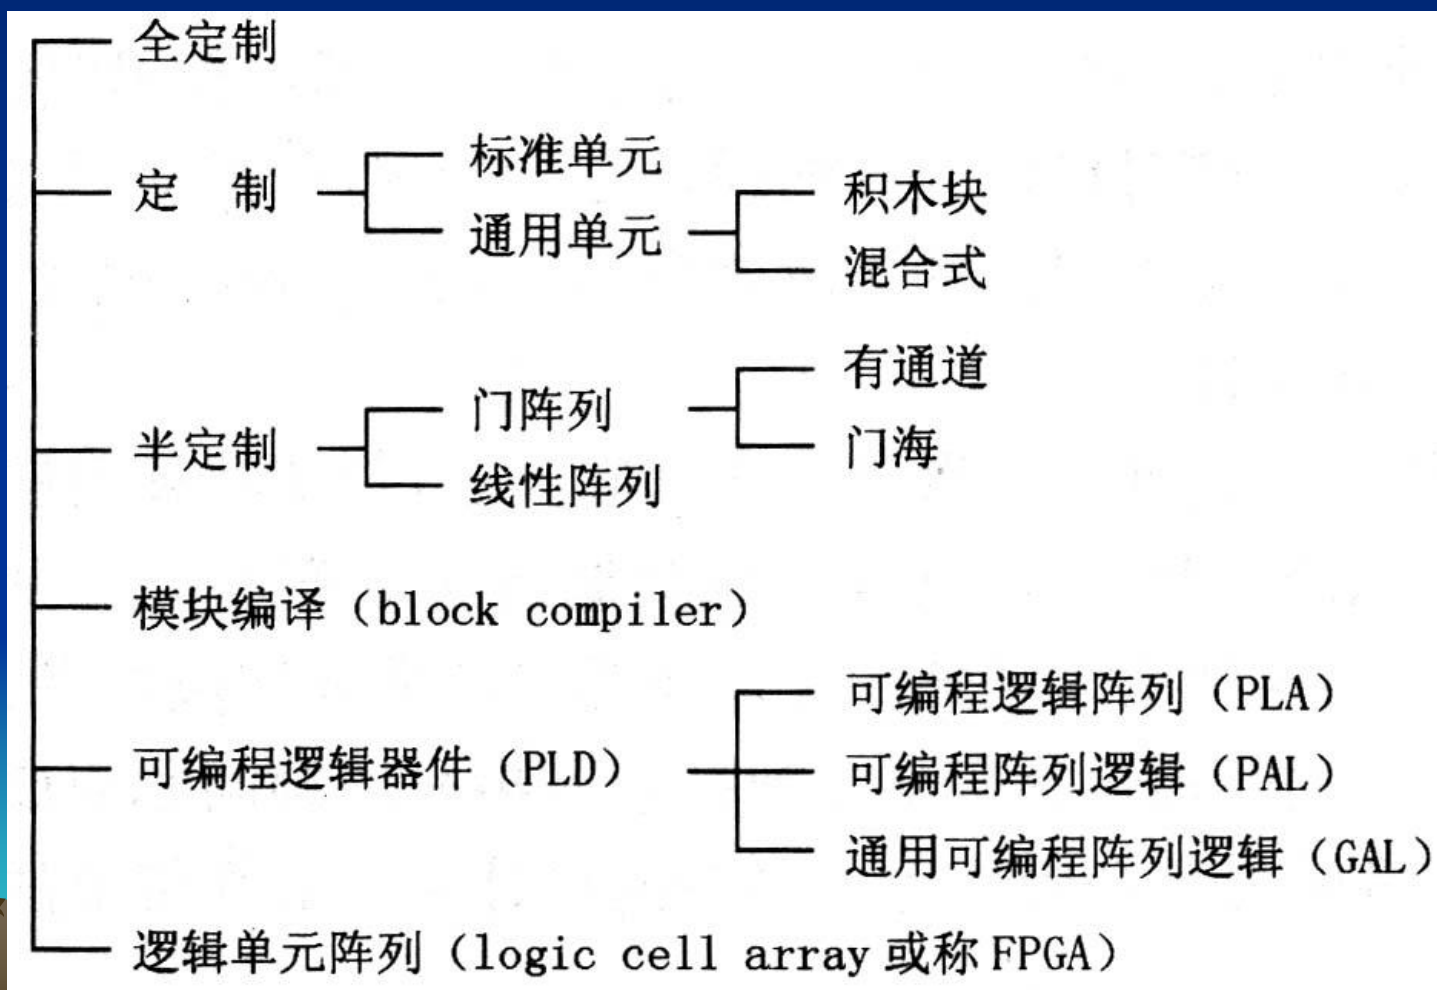 全定制
标准单元
定 制
积木块
通用单元
混合式
有通道
门阵列
半定制
门海
线性阵列
模块编译（block compiler）
可编程逻辑阵列（PLA）
可编程逻辑器件（PLD）
可编程阵列逻辑（PAL）
通用可编程阵列逻辑（GAL）
逻辑单元阵列（logic cell array 或称 FPGA）